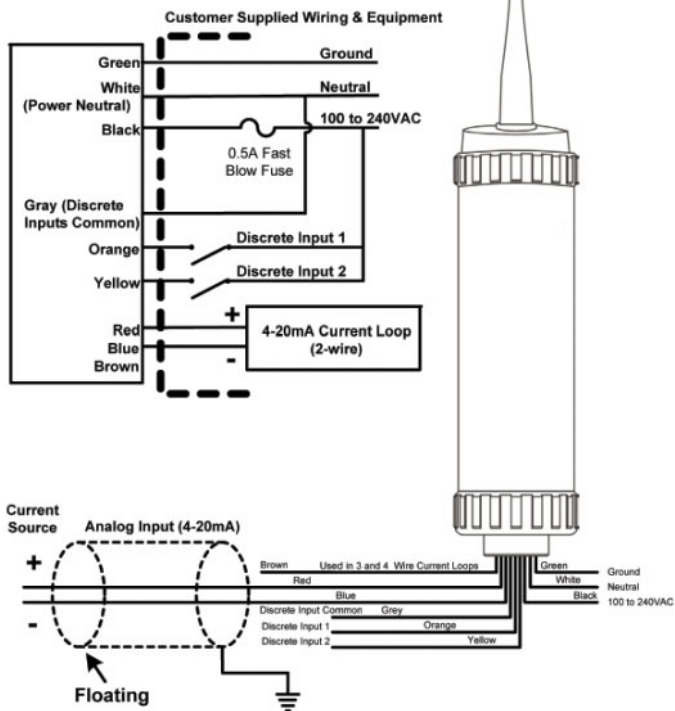 Customer Supplied Wiring & Equipment
Green
Ground
White
(Power Neutral)
Neutral
Black
100 to 240VAC
0.5A Fast
Blow Fuse
Gray (Discrete
Inputs Common)
Orange
Discrete Input 1
Yellow
Discrete Input 2
Red
Blue
Brown
+
-
4-20mA Current Loop
(2-wire)
Current
Source
Analog Input (4-20mA)
+
-
Floating
Brown Used in 3 and 4 Wire Current Loops
Red
Blue
Discrete Input Common Grey
Discrete Input 1 Orange
Discrete Input 2 Yellow
Green Ground
White Neutral
Black 100 to 240VAC